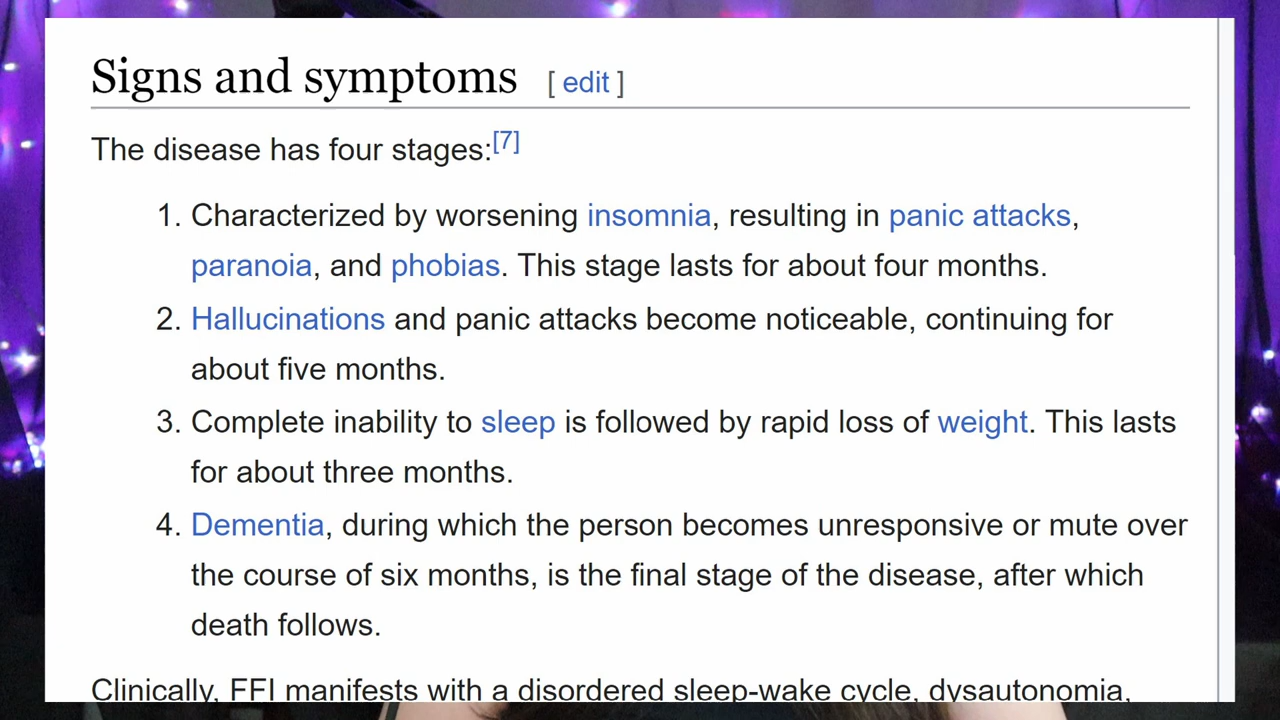 Signs and symptoms [ edit ]
The disease has four stages:[7]
1. Characterized by worsening insomnia, resulting in panic attacks,
paranoia, and phobias. This stage lasts for about four months.
2. Hallucinations and panic attacks become noticeable, continuing for
about five months.
3. Complete inability to sleep is followed by rapid loss of weight. This lasts
for about three months.
4. Dementia, during which the person becomes unresponsive or mute over
the course of six months, is the final stage of the disease, after which
death follows.
Clinically, FFI manifests with a disordered sleep-wake cycle, dysautonomia,